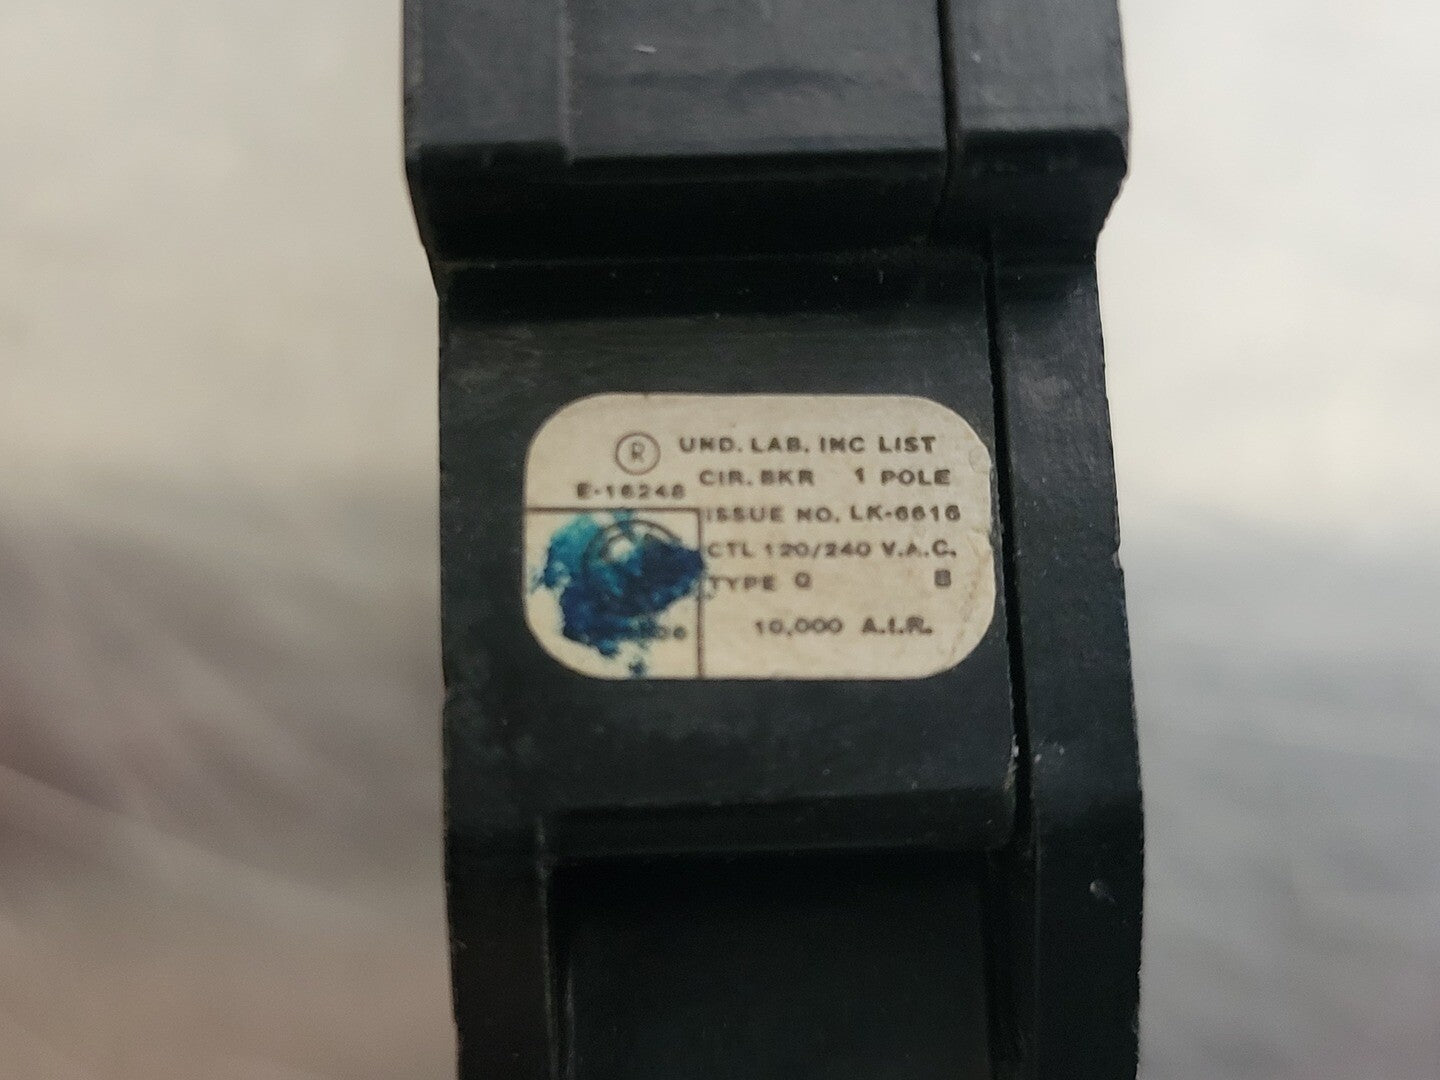 ® UND. LAB. INC LIST
CIR. BKR 1 POLE
E-16248
ISSUE NO. LK-6616
CTL 120/240 V.A.C.
TYPE Q B
10,000 A.I.R.